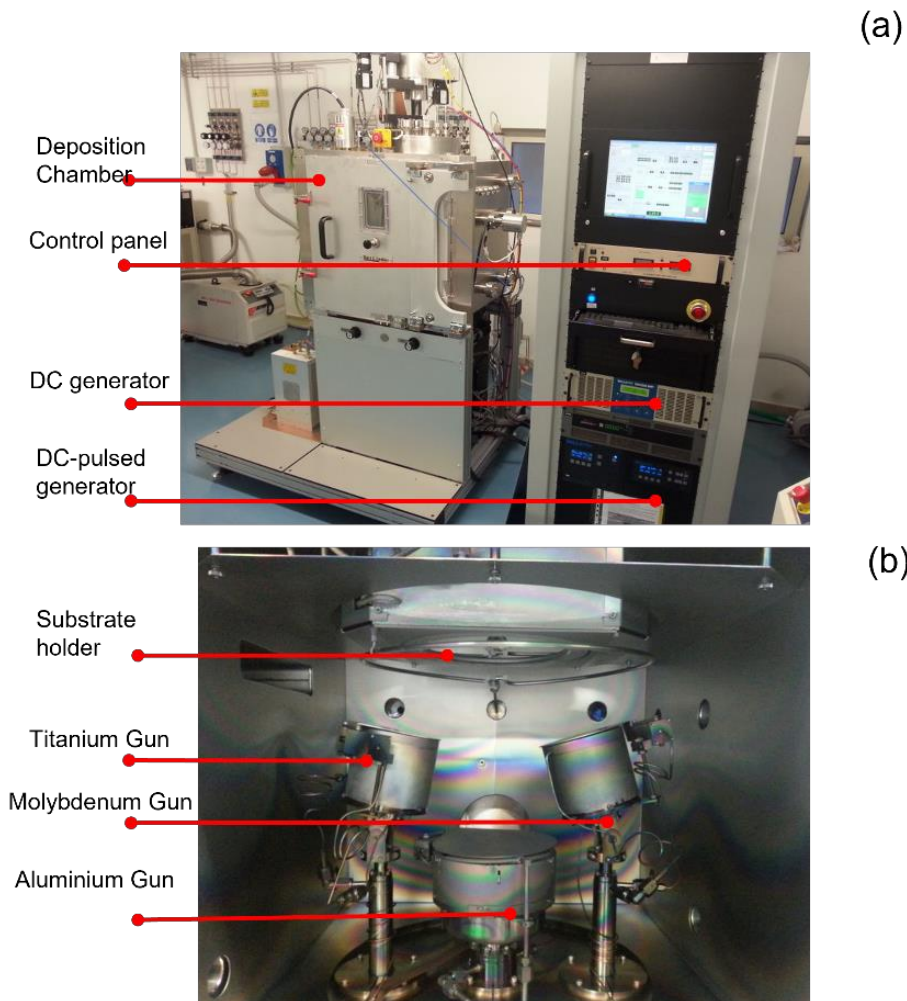 (a)
Deposition
Chamber
Control panel
DC generator
DC-pulsed
generator
(b)
Substrate
holder
Titanium Gun
Molybdenum Gun
Aluminium Gun